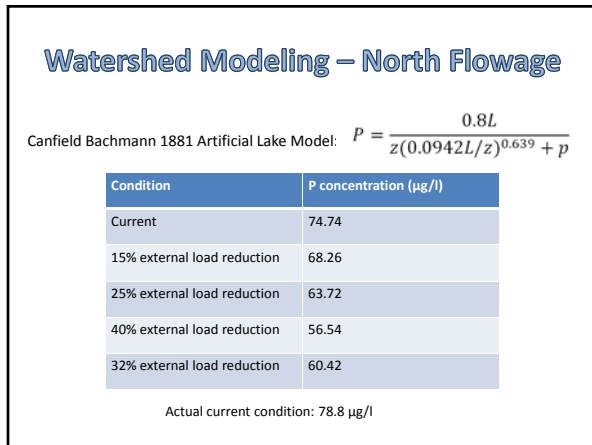 Watershed Modeling – North Flowage
Canfield Bachmann 1881 Artificial Lake Model: P = 0.8L / z(0.0942L/z)^0.639 + p
Condition P concentration (µg/l)
Current 74.74
15% external load reduction 68.26
25% external load reduction 63.72
40% external load reduction 56.54
32% external load reduction 60.42
Actual current condition: 78.8 µg/l